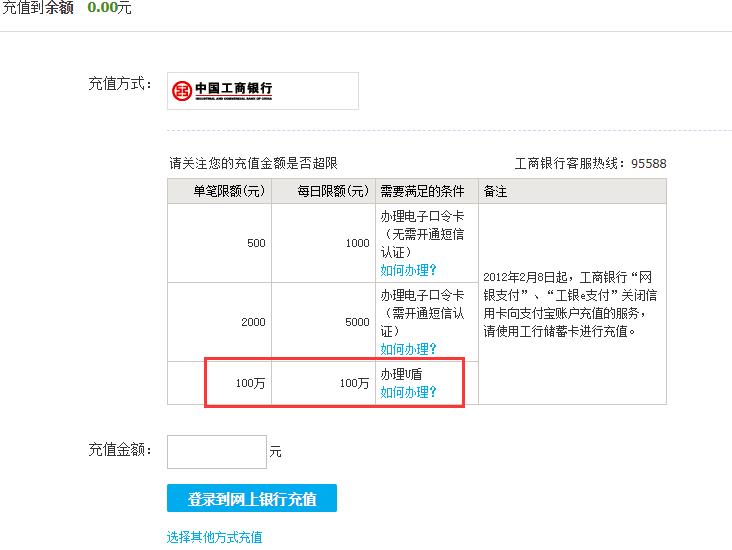 充值到余额 0.00元
充值方式：
中国工商银行
INDUSTRIAL AND COMMERCIAL BANK OF CHINA
请关注您的充值金额是否超限 工商银行客服热线：95588
单笔限额(元) 每日限额(元) 需要满足的条件 备注
500 1000 办理电子口令卡
（无需开通短信
认证）
如何办理？
2000 5000 办理电子口令卡
（需开通短信认
证）
如何办理？
100万 100万 办理U盾
如何办理？
2012年2月8日起，工商银行“网
银支付”、“工银e支付”关闭信
用卡向支付宝账户充值的服务，
请使用工行储蓄卡进行充值。
充值金额： 元
登录到网上银行充值
选择其他方式充值